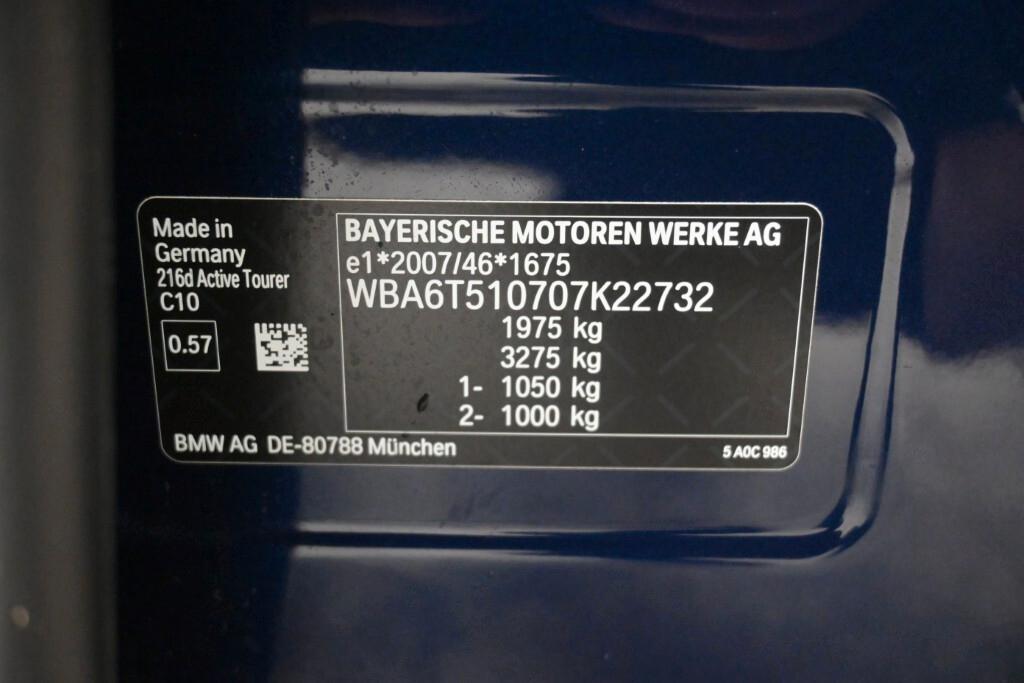 Made in
Germany
216d Active Tourer
C10
0.57
BAYERISCHE MOTOREN WERKE AG
e1*2007/46*1675
WBA6T510707K22732
1975 kg
3275 kg
1- 1050 kg
2- 1000 kg
BMW AG DE-80788 München
5 A0C 986